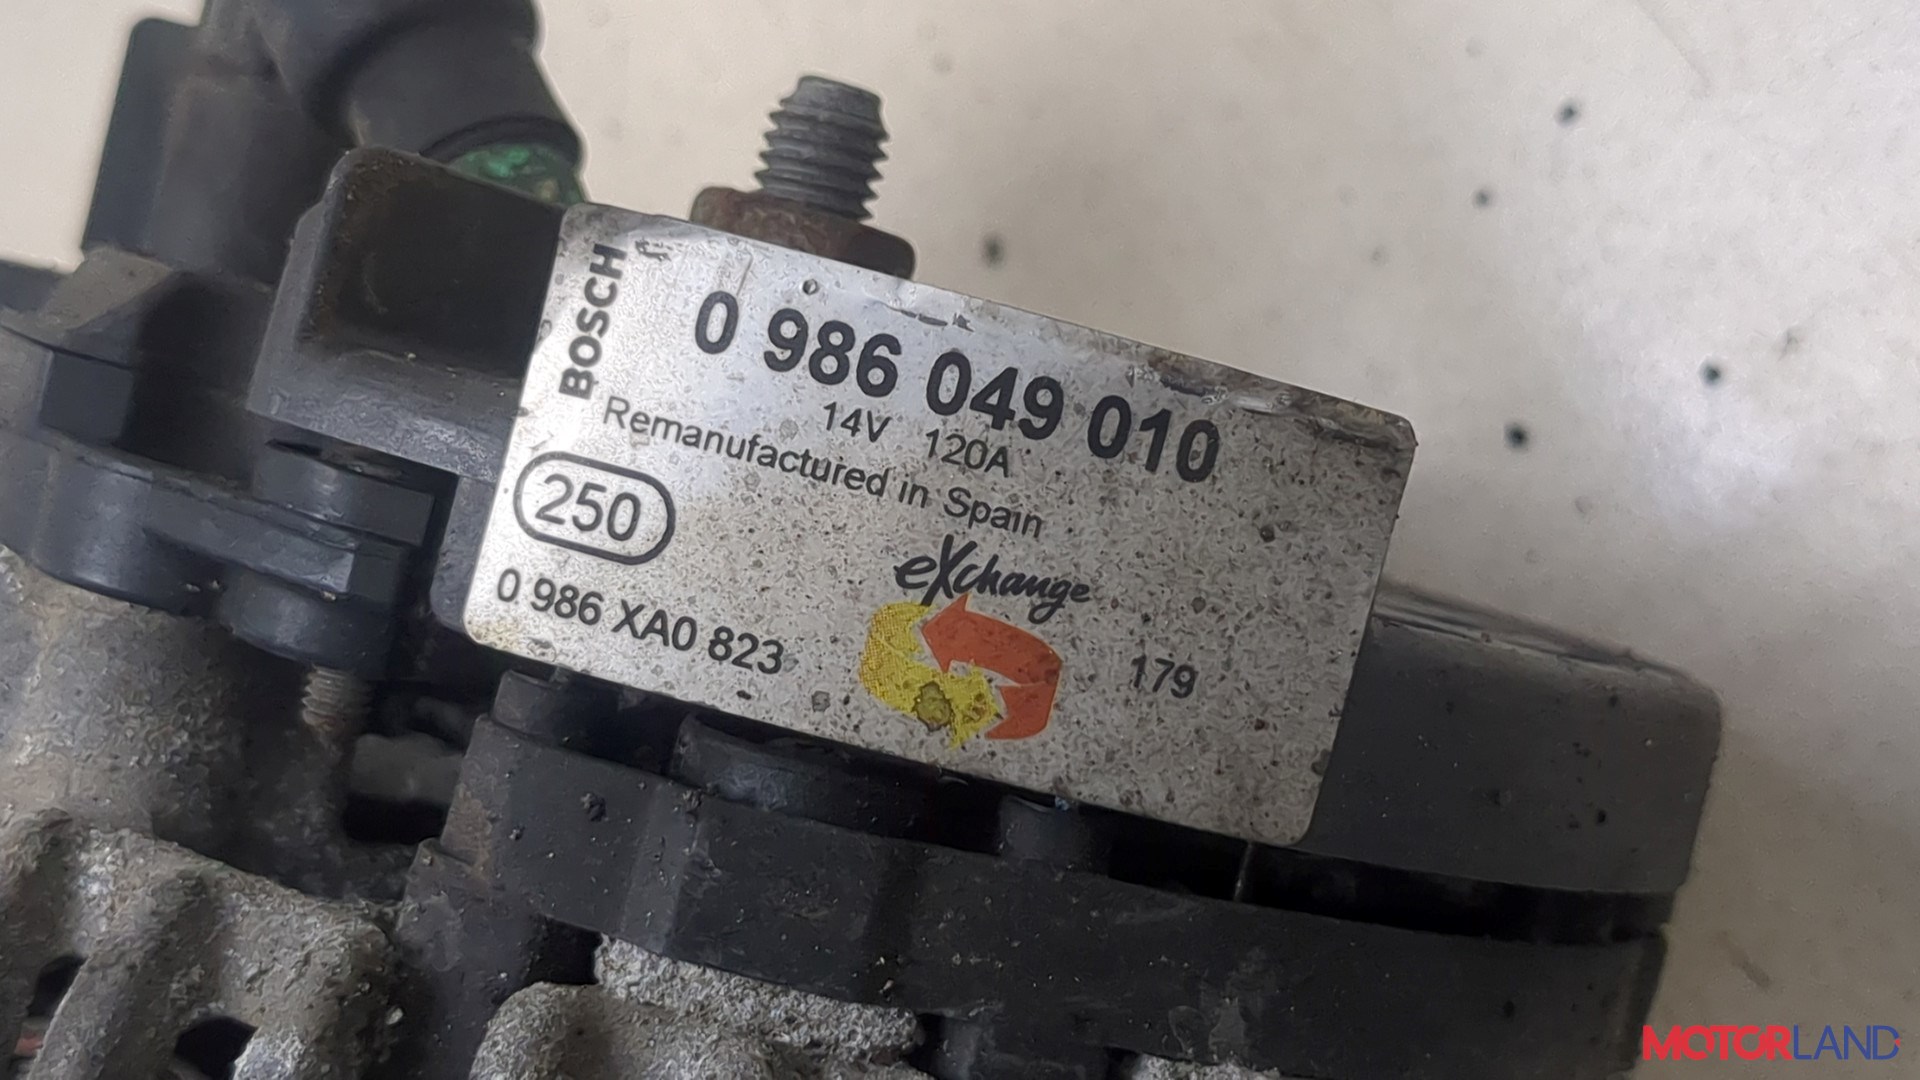 BOSCH
0 986 049 010
14V 120A
Remanufactured in Spain
250
eXchange
0 986 XA0 823
179
MOTORLAND